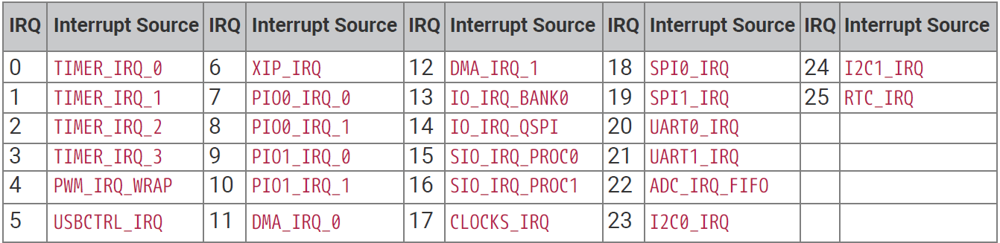 IRQ Interrupt Source IRQ Interrupt Source IRQ Interrupt Source IRQ Interrupt Source IRQ Interrupt Source
0 TIMER_IRQ_0 6 XIP_IRQ 12 DMA_IRQ_1 18 SPI0_IRQ 24 I2C1_IRQ
1 TIMER_IRQ_1 7 PIO0_IRQ_0 13 IO_IRQ_BANK0 19 SPI1_IRQ 25 RTC_IRQ
2 TIMER_IRQ_2 8 PIO0_IRQ_1 14 IO_IRQ_QSPI 20 UART0_IRQ
3 TIMER_IRQ_3 9 PIO1_IRQ_0 15 SIO_IRQ_PROC0 21 UART1_IRQ
4 PWM_IRQ_WRAP 10 PIO1_IRQ_1 16 SIO_IRQ_PROC1 22 ADC_IRQ_FIFO
5 USBCTRL_IRQ 11 DMA_IRQ_0 17 CLOCKS_IRQ 23 I2C0_IRQ